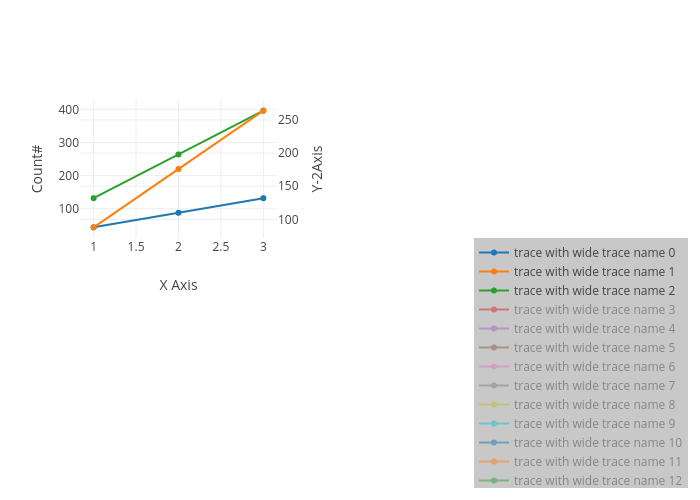 400
300
200
100
Count#
250
200
150
100
Y-2Axis
1 1.5 2 2.5 3
X Axis
trace with wide trace name 0
trace with wide trace name 1
trace with wide trace name 2
trace with wide trace name 3
trace with wide trace name 4
trace with wide trace name 5
trace with wide trace name 6
trace with wide trace name 7
trace with wide trace name 8
trace with wide trace name 9
trace with wide trace name 10
trace with wide trace name 11
trace with wide trace name 12